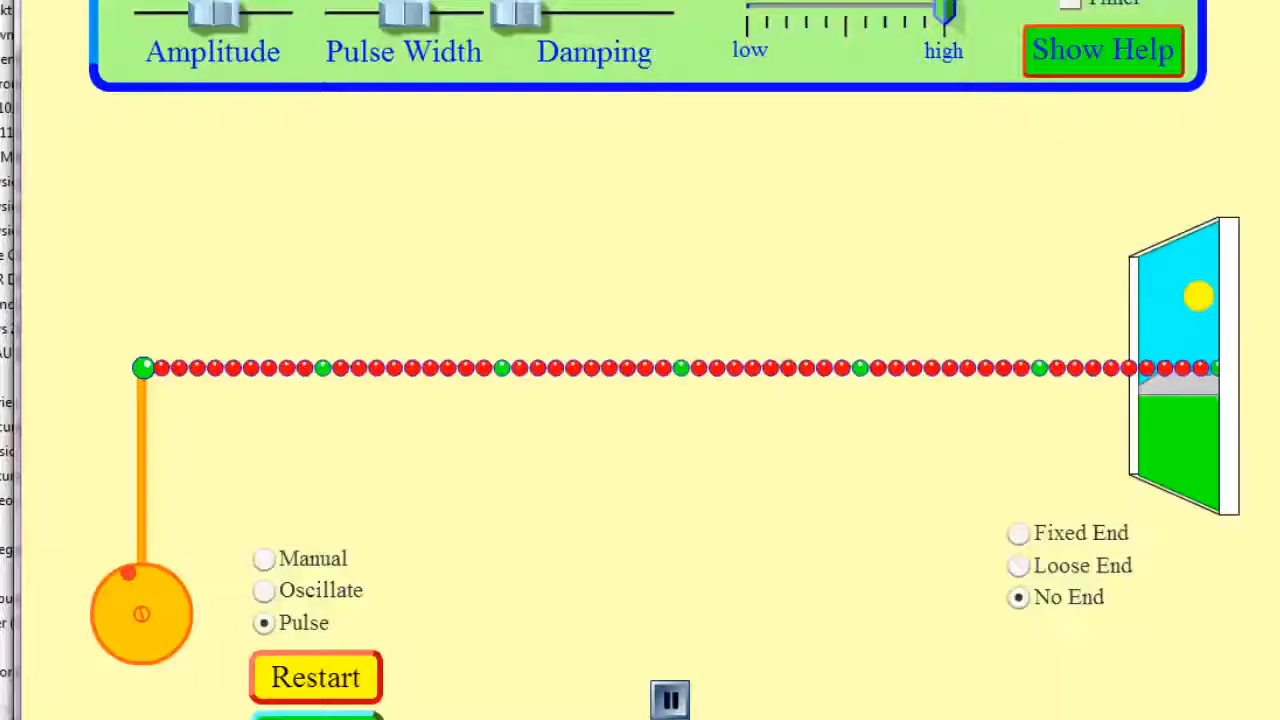 Amplitude
Pulse Width
Damping
low
high
Show Help
Fixed End
Loose End
No End
Manual
Oscillate
Pulse
Restart